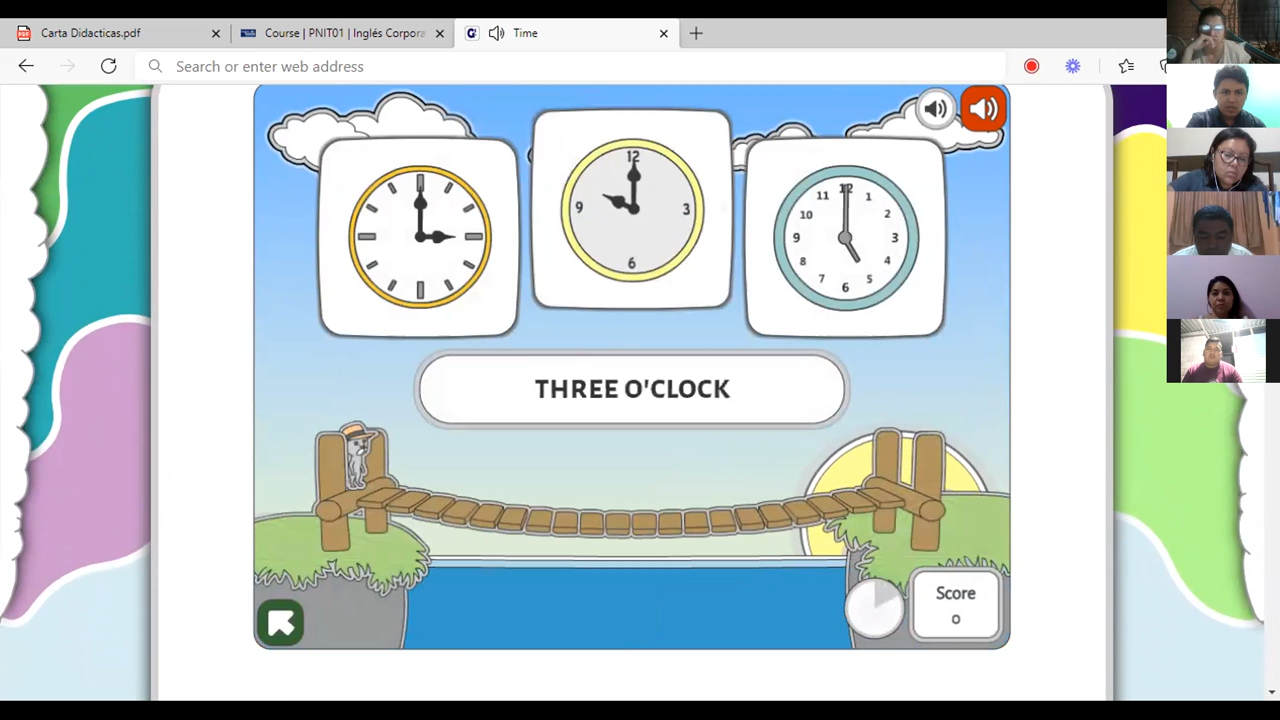 Carta Didacticas.pdf
Course | PNIT01 | Inglés Corpora
Time
Search or enter web address
12
9
3
6
12
11
1
10
2
9
3
8
4
7
5
6
THREE O'CLOCK
Score
0